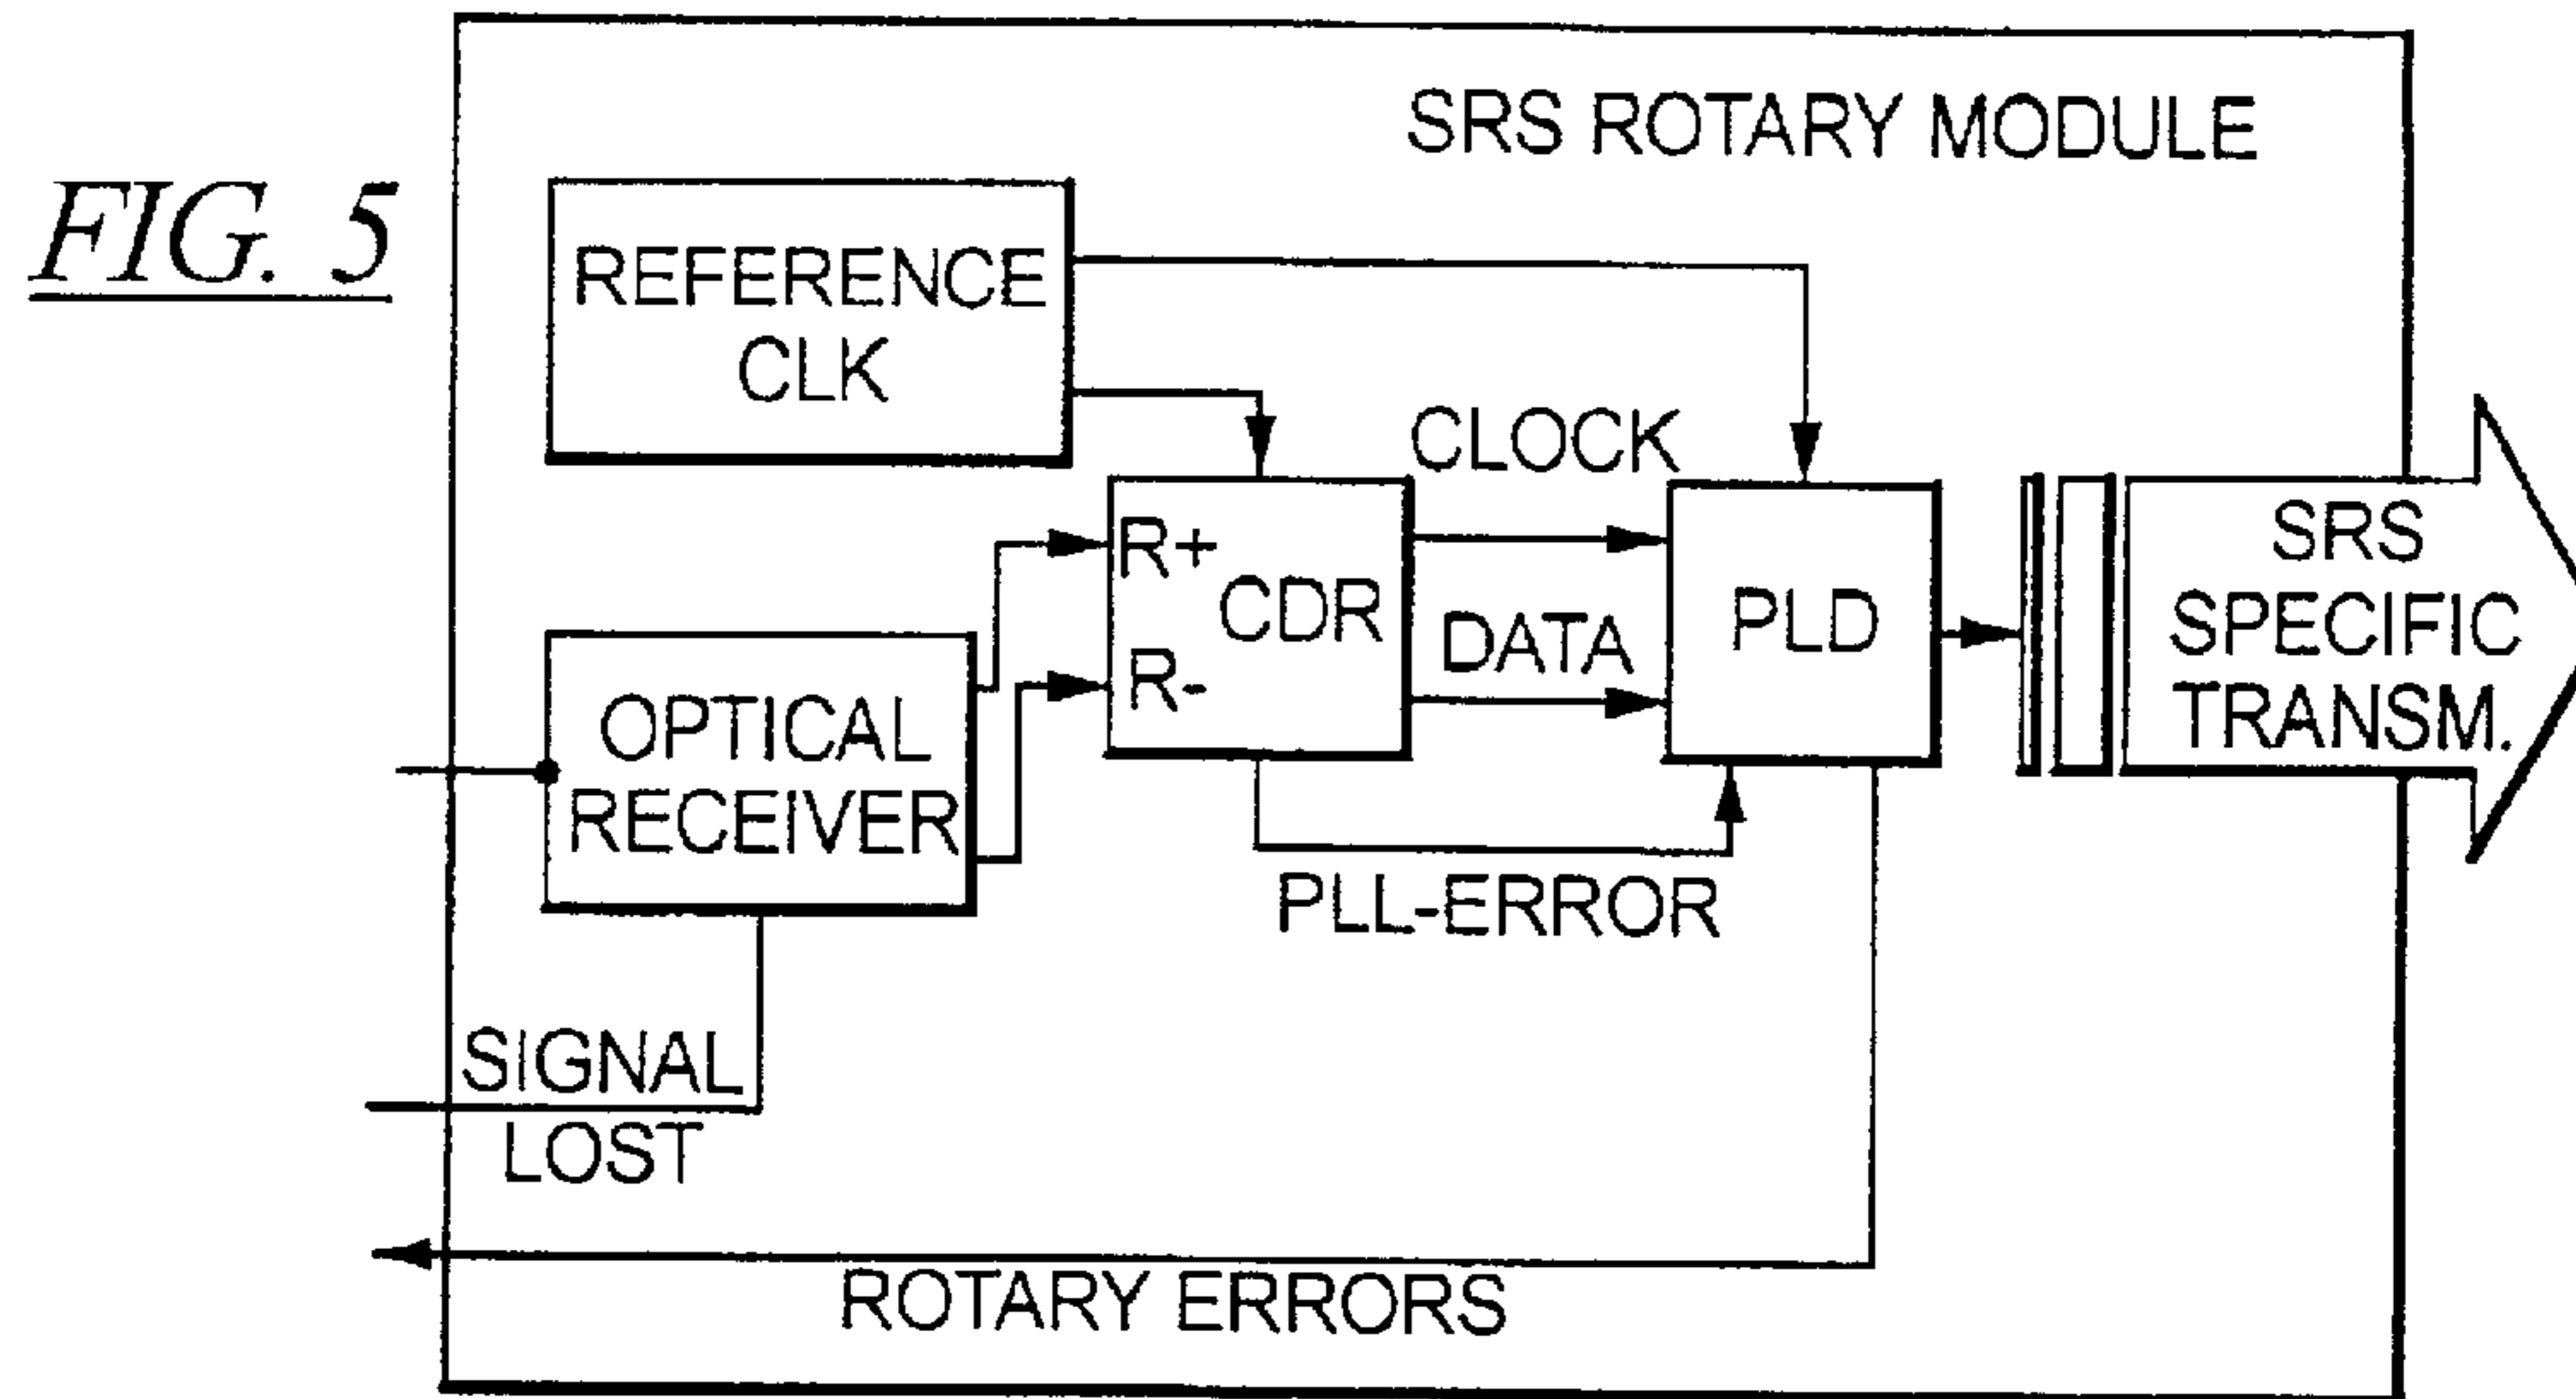 FIG. 5
SRS ROTARY MODULE
REFERENCE
CLK
CLOCK
R+
CDR
R-
DATA
PLD
SRS
SPECIFIC
TRANSM.
OPTICAL
RECEIVER
PLL-ERROR
SIGNAL
LOST
ROTARY ERRORS